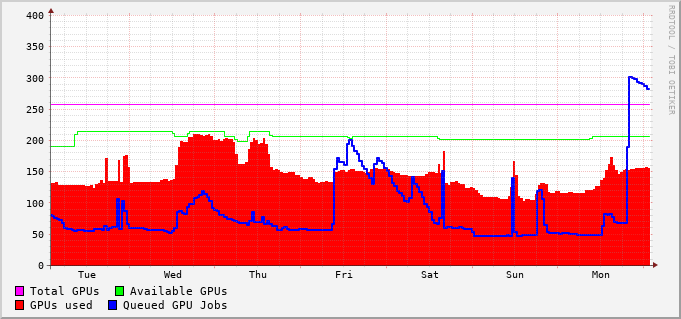 400
350
300
250
200
150
100
50
0
Tue Wed Thu Fri Sat Sun Mon
Total GPUs Available GPUs
GPUs used Queued GPU Jobs
RRDTOOL / TOBI OETIKER